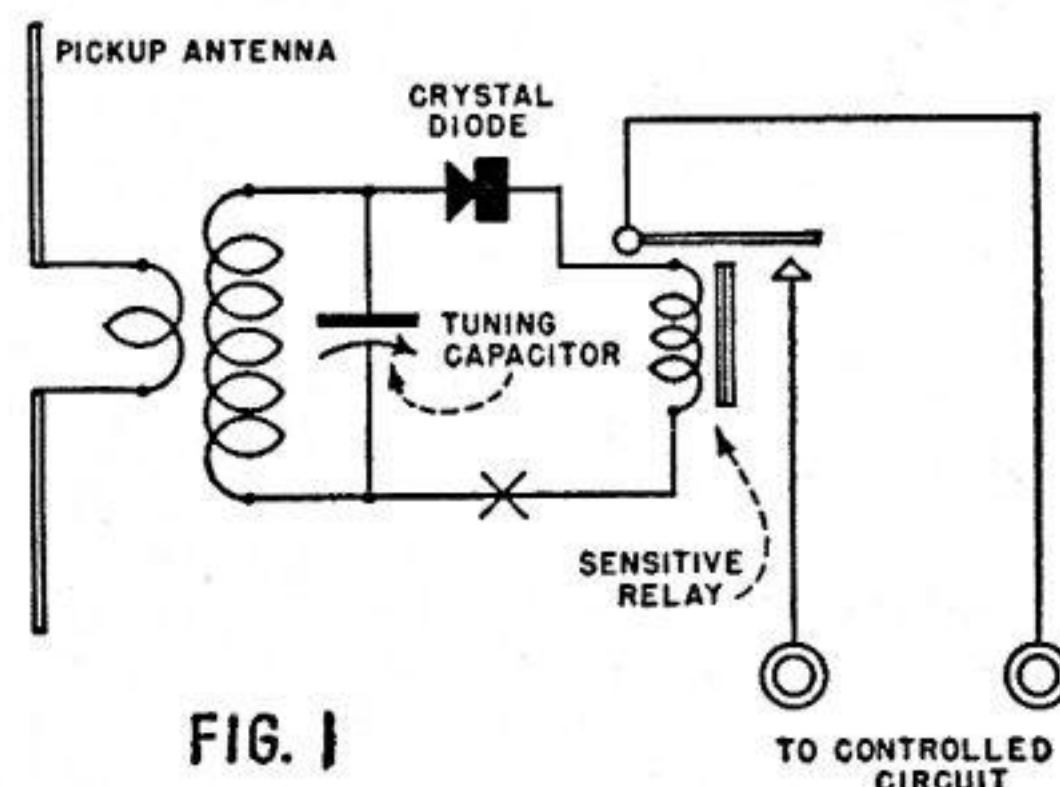 PICKUP ANTENNA
CRYSTAL
DIODE
TUNING
CAPACITOR
SENSITIVE
RELAY
FIG. 1
TO CONTROLLED
CIRCUIT